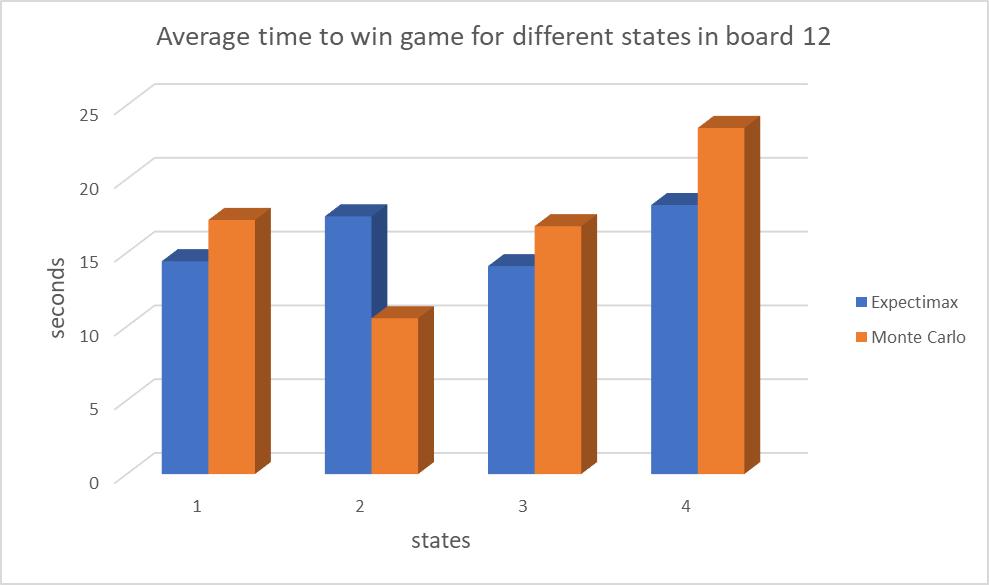 Average time to win game for different states in board 12
25
20
15
10
5
0
seconds
1
2
3
4
states
Expectimax
Monte Carlo